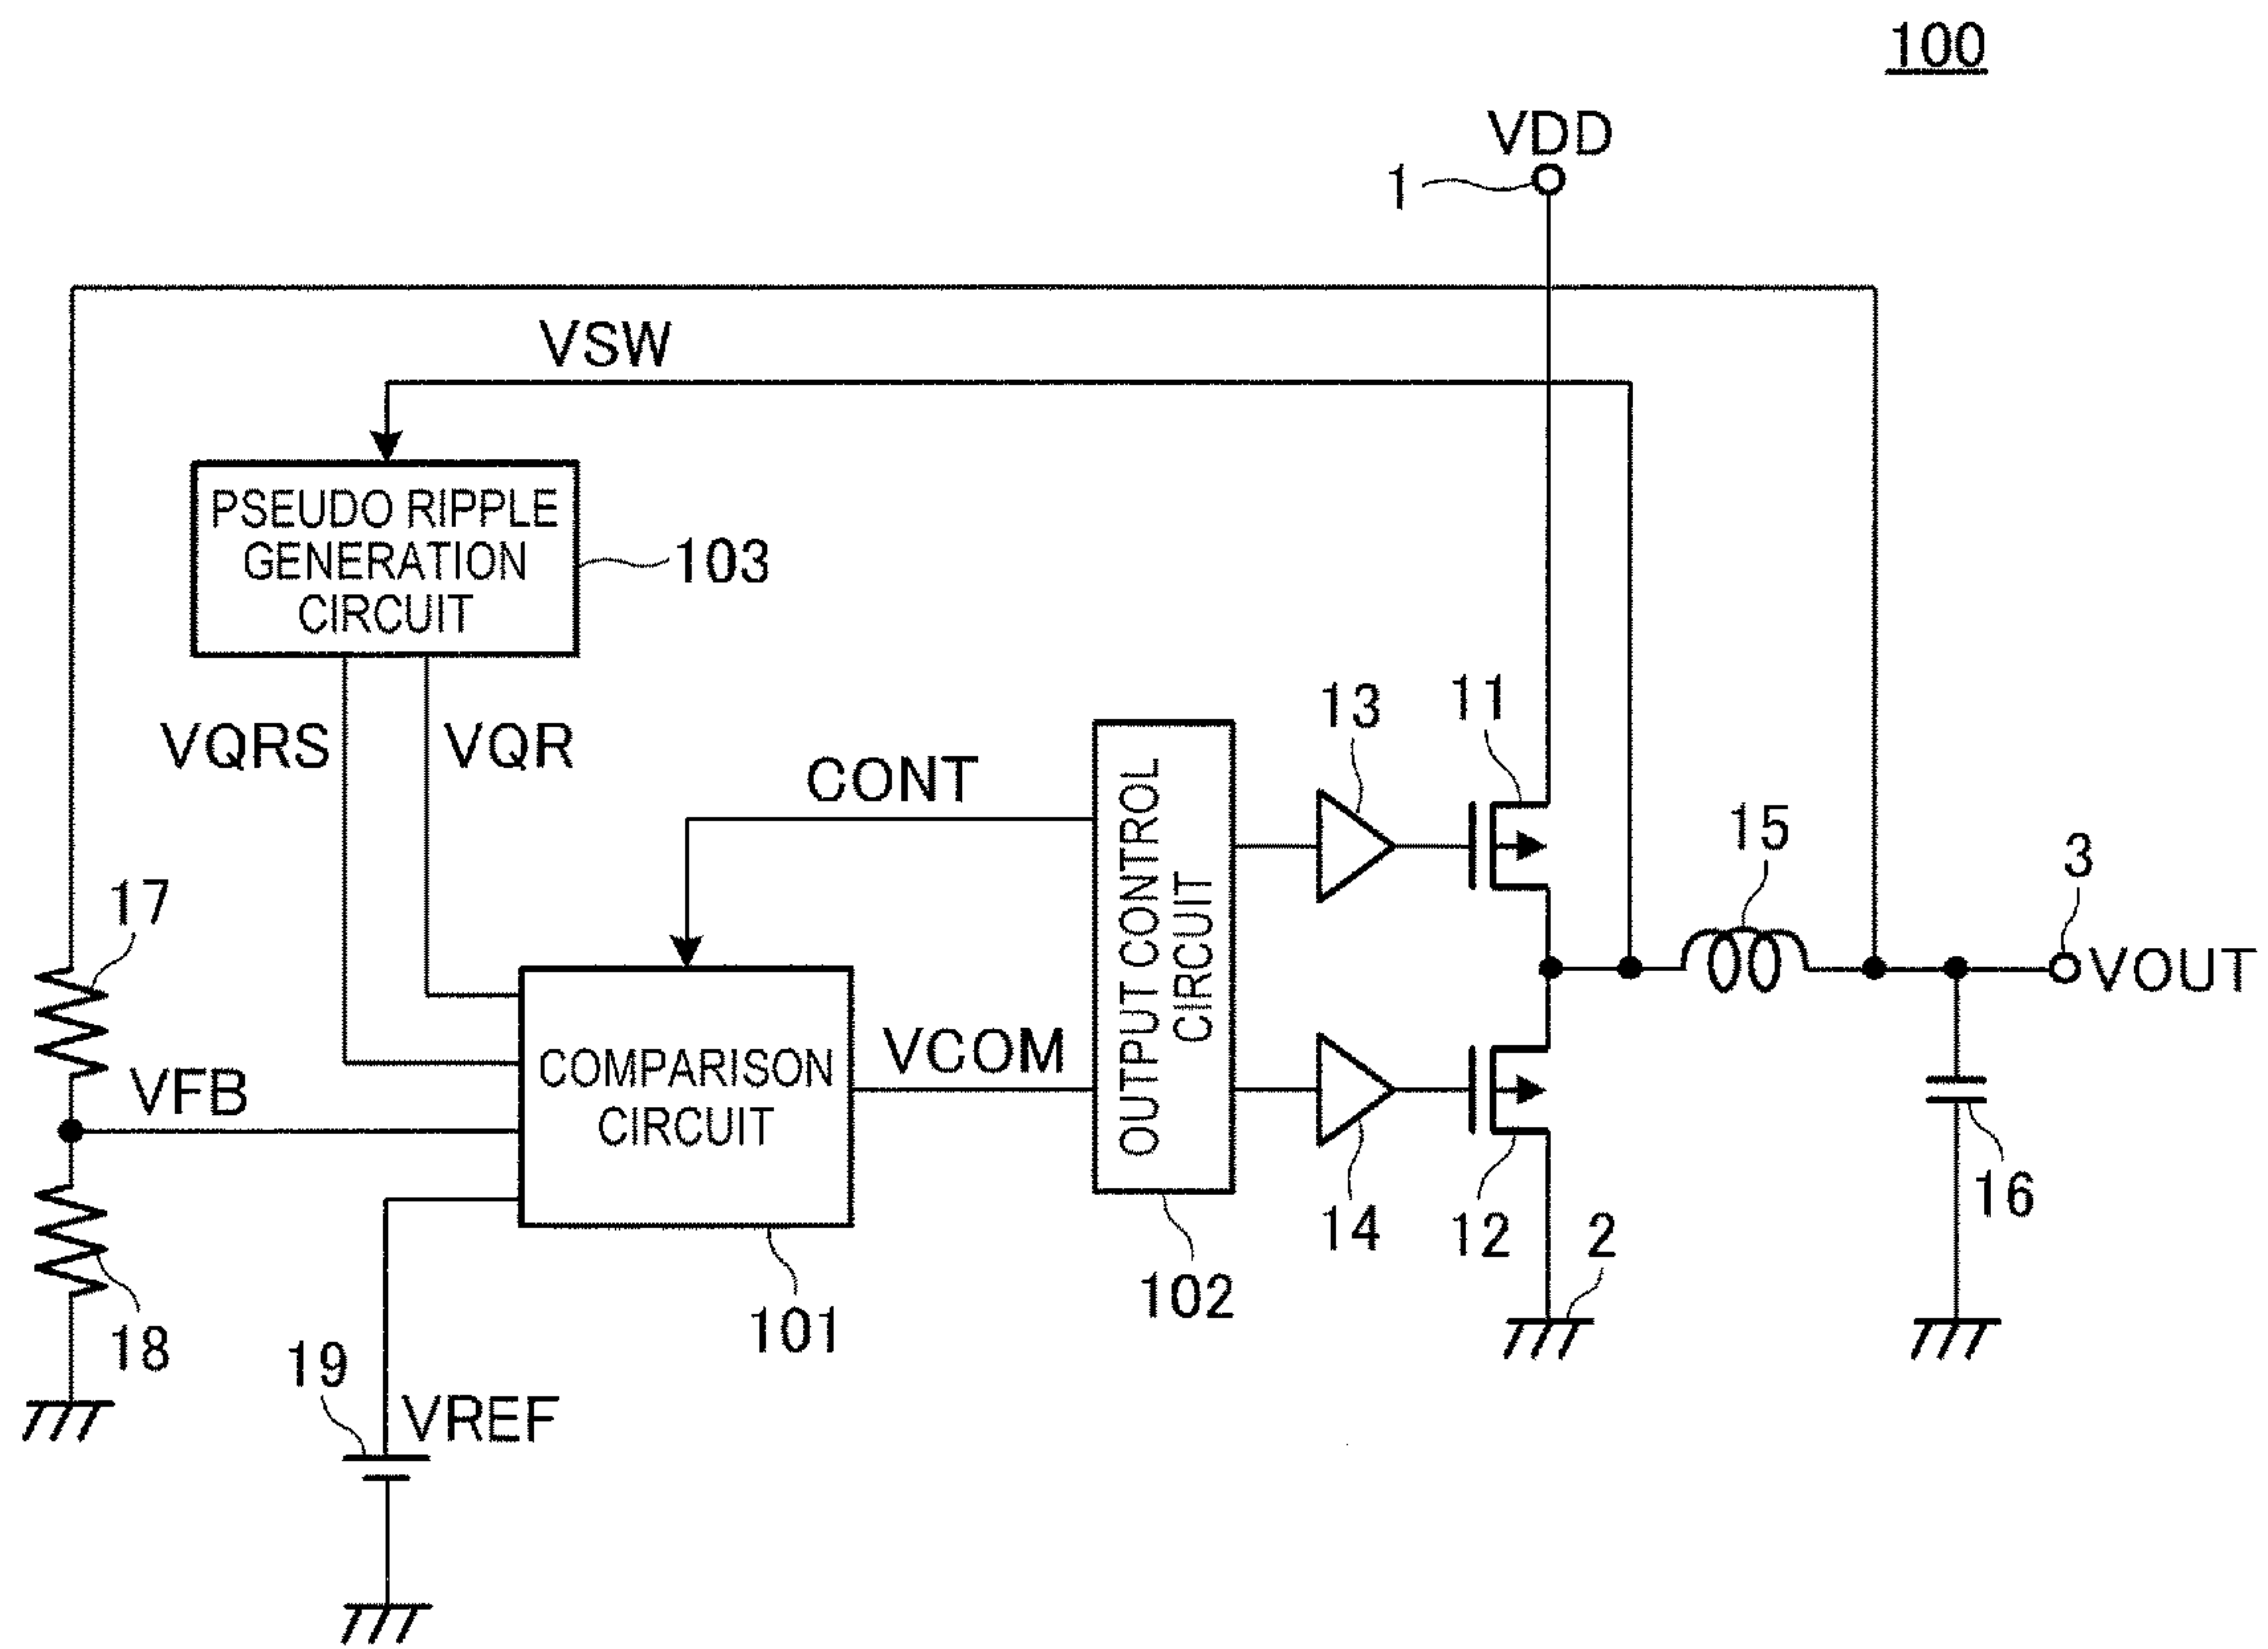 100
VDD
1
VSW
PSEUDO RIPPLE
GENERATION
CIRCUIT
103
VQRS
VQR
CONT
13
11
15
3
VOUT
17
OUTPUT CONTROL
CIRCUIT
VFB
COMPARISON
CIRCUIT
VCOM
16
14
12
2
102
101
18
19
VREF